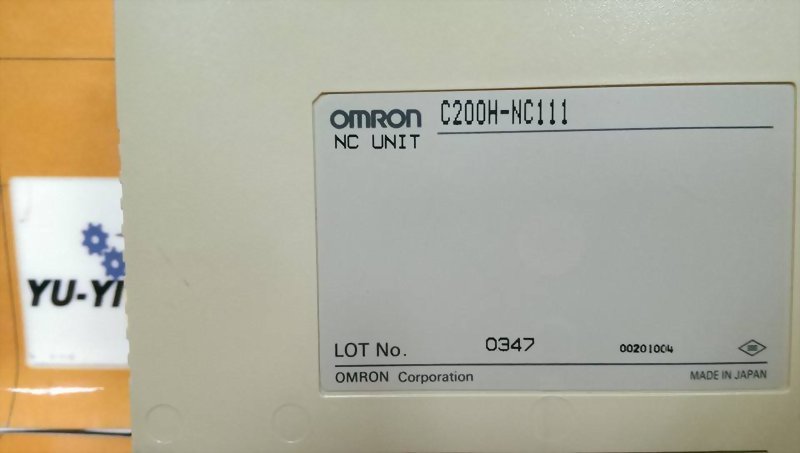 OMRON C200H-NC111
NC UNIT
YU-YI
LOT No. 0347 00201004
OMRON Corporation MADE IN JAPAN